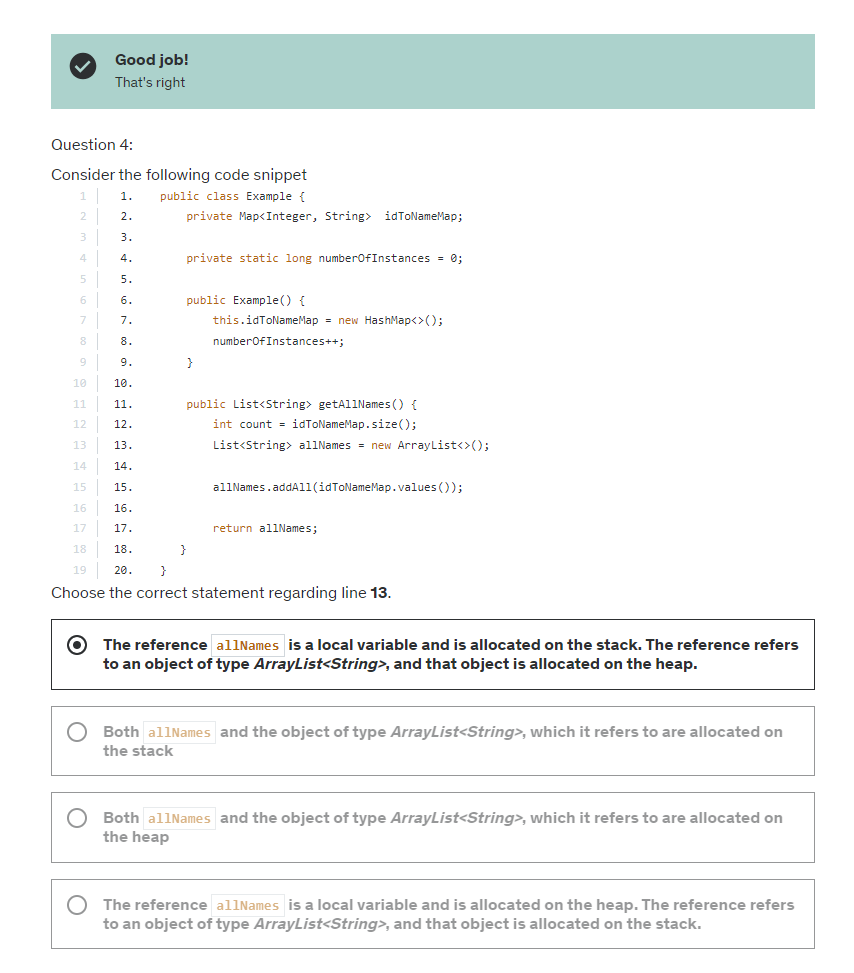 Good job!
That's right
Question 4:
Consider the following code snippet
1 1. public class Example {
2 2. private Map<Integer, String> idToNameMap;
3 3.
4 4. private static long numberOfInstances = 0;
5 5.
6 6. public Example() {
7 7. this.idToNameMap = new HashMap<>();
8 8. numberOfInstances++;
9 9. }
10 10.
11 11. public List<String> getAllNames() {
12 12. int count = idToNameMap.size();
13 13. List<String> allNames = new ArrayList<>();
14 14.
15 15. allNames.addAll(idToNameMap.values());
16 16.
17 17. return allNames;
18 18. }
19 20. }
Choose the correct statement regarding line 13.
The reference allNames is a local variable and is allocated on the stack. The reference refers
to an object of type ArrayList<String>, and that object is allocated on the heap.
Both allNames and the object of type ArrayList<String>, which it refers to are allocated on
the stack
Both allNames and the object of type ArrayList<String>, which it refers to are allocated on
the heap
The reference allNames is a local variable and is allocated on the heap. The reference refers
to an object of type ArrayList<String>, and that object is allocated on the stack.